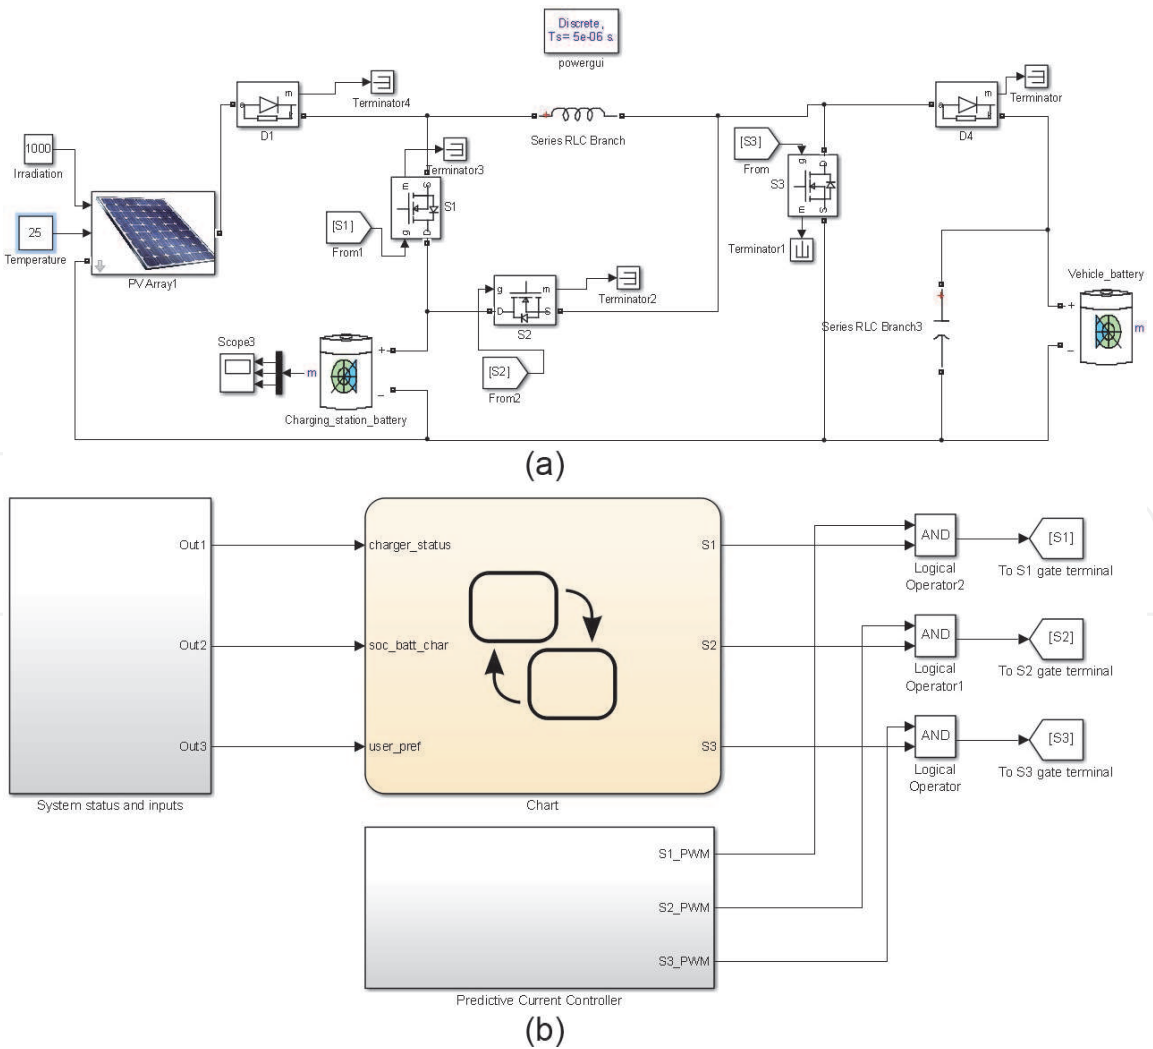 Discrete,
Ts= 5e-06 s.
powergui
m
a
k
D1
Terminator4
Series RLC Branch
m
a
k
D4
Terminator
1000
Irradiation
25
Temperature
PV Array1
[S1]
From1
m
g
S
D
S1
Terminator3
[S3]
From
g
m
D
S
S3
Terminator1
g
m
D
S
S2
Terminator2
[S2]
From2
Scope3
m
+
_
Charging_station_battery
Series RLC Branch3
Vehicle_battery
+
_
m
(a)
Out1
Out2
Out3
System status and inputs
charger_status
soc_batt_char
user_pref
S1
S2
S3
Chart
S1_PWM
S2_PWM
S3_PWM
Predictive Current Controller
AND
Logical
Operator2
[S1]
To S1 gate terminal
AND
Logical
Operator1
[S2]
To S2 gate terminal
AND
Logical
Operator
[S3]
To S3 gate terminal
(b)